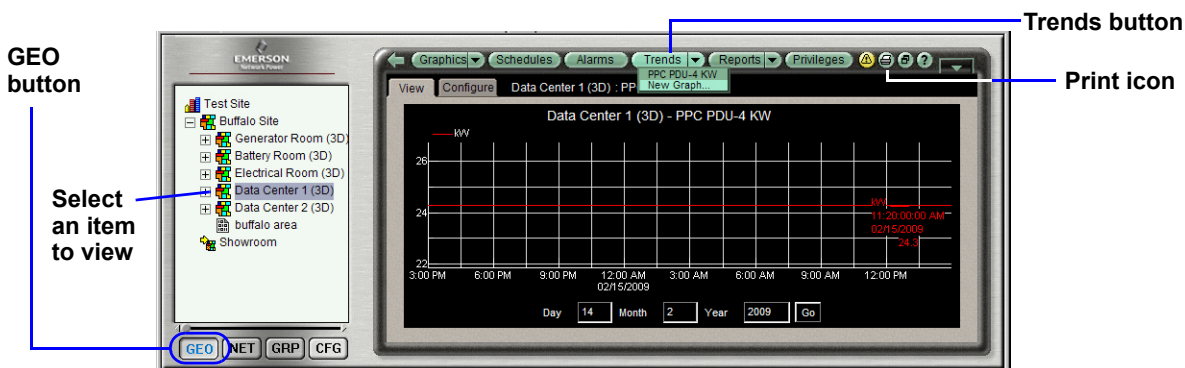 Trends button
GEO
button
Print icon
Select
an item
to view
EMERSON
Network Power
Test Site
Buffalo Site
Generator Room (3D)
Battery Room (3D)
Electrical Room (3D)
Data Center 1 (3D)
Data Center 2 (3D)
buffalo area
Showroom
GEO NET GRP CFG
Graphics Schedules Alarms Trends Reports Privileges ?
PPC PDU-4 KW
New Graph...
View Configure Data Center 1 (3D) : PP
Data Center 1 (3D) - PPC PDU-4 KW
kW
26
24
22
kW
11:20:00:00 AM
02/15/2009
24.3
3:00 PM 6:00 PM 9:00 PM 12:00 AM 3:00 AM 6:00 AM 9:00 AM 12:00 PM
02/15/2009
Day 14 Month 2 Year 2009 Go